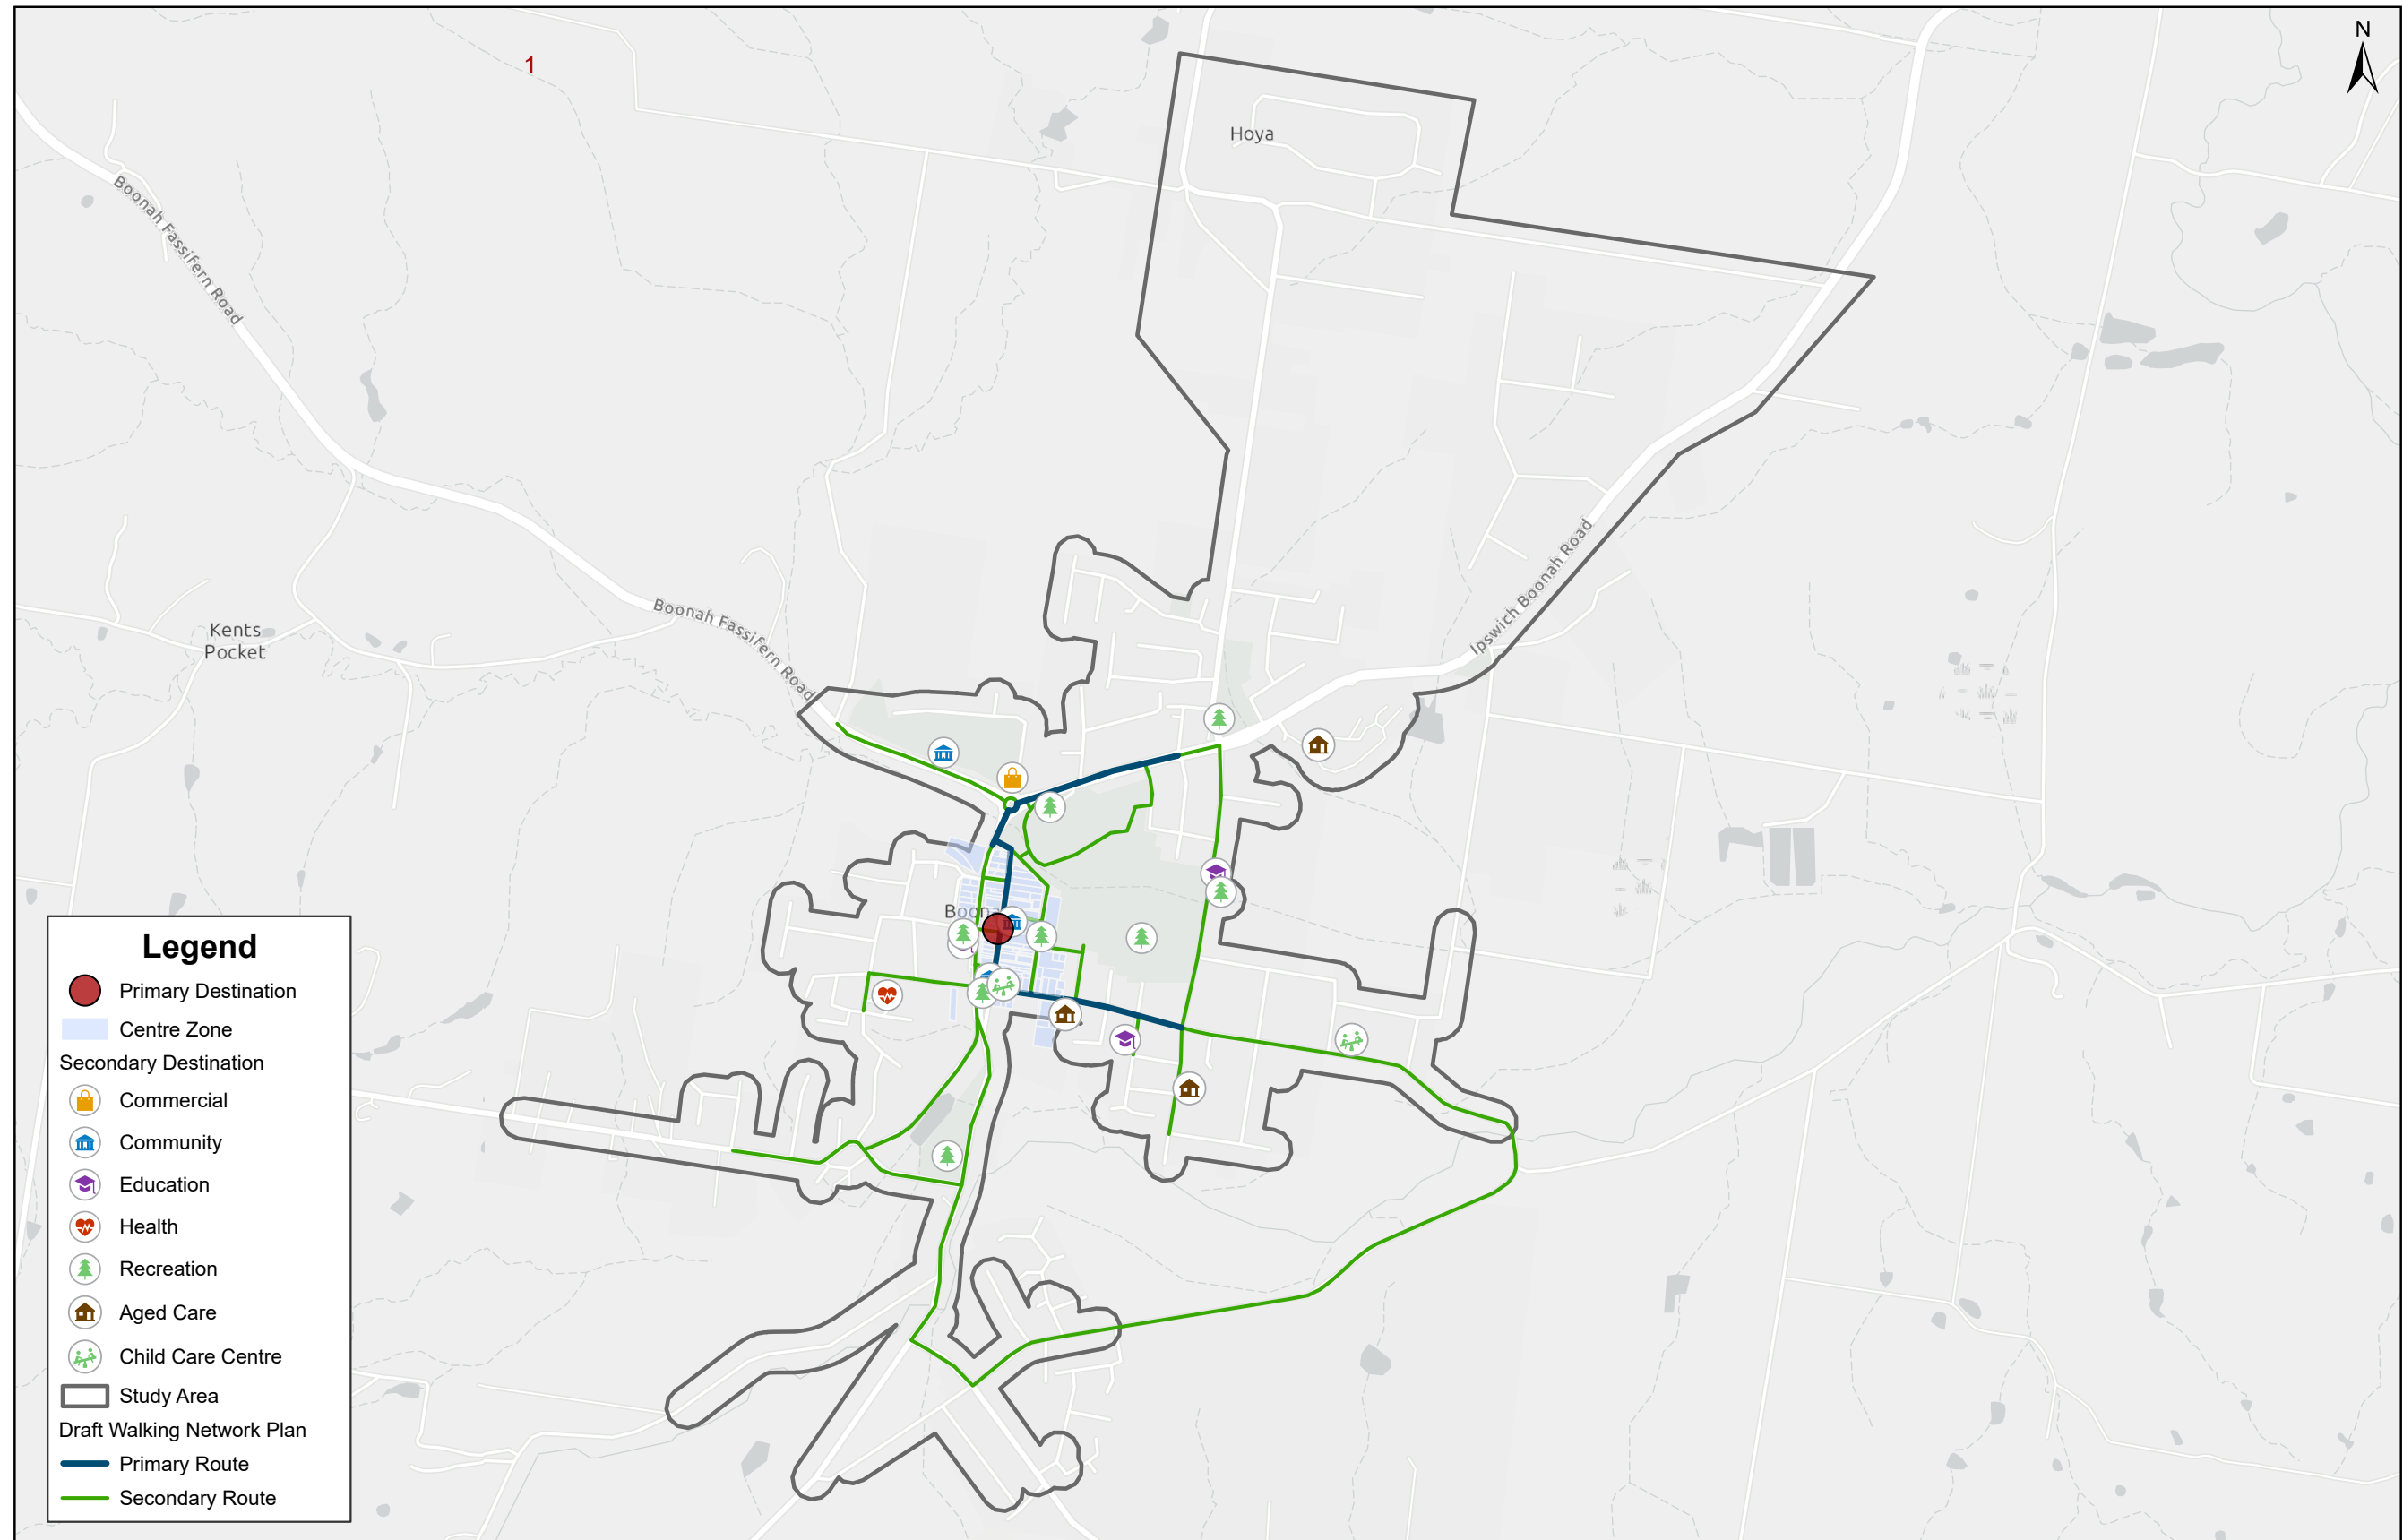 1
N
Hoya
Boonah Fassifern Road
Ipswich Boonah Road
Kents
Pocket
Boonah Fassifern Road
Boona
Legend
Primary Destination
Centre Zone
Secondary Destination
Commercial
Community
Education
Health
Recreation
Aged Care
Child Care Centre
Study Area
Draft Walking Network Plan
Primary Route
Secondary Route